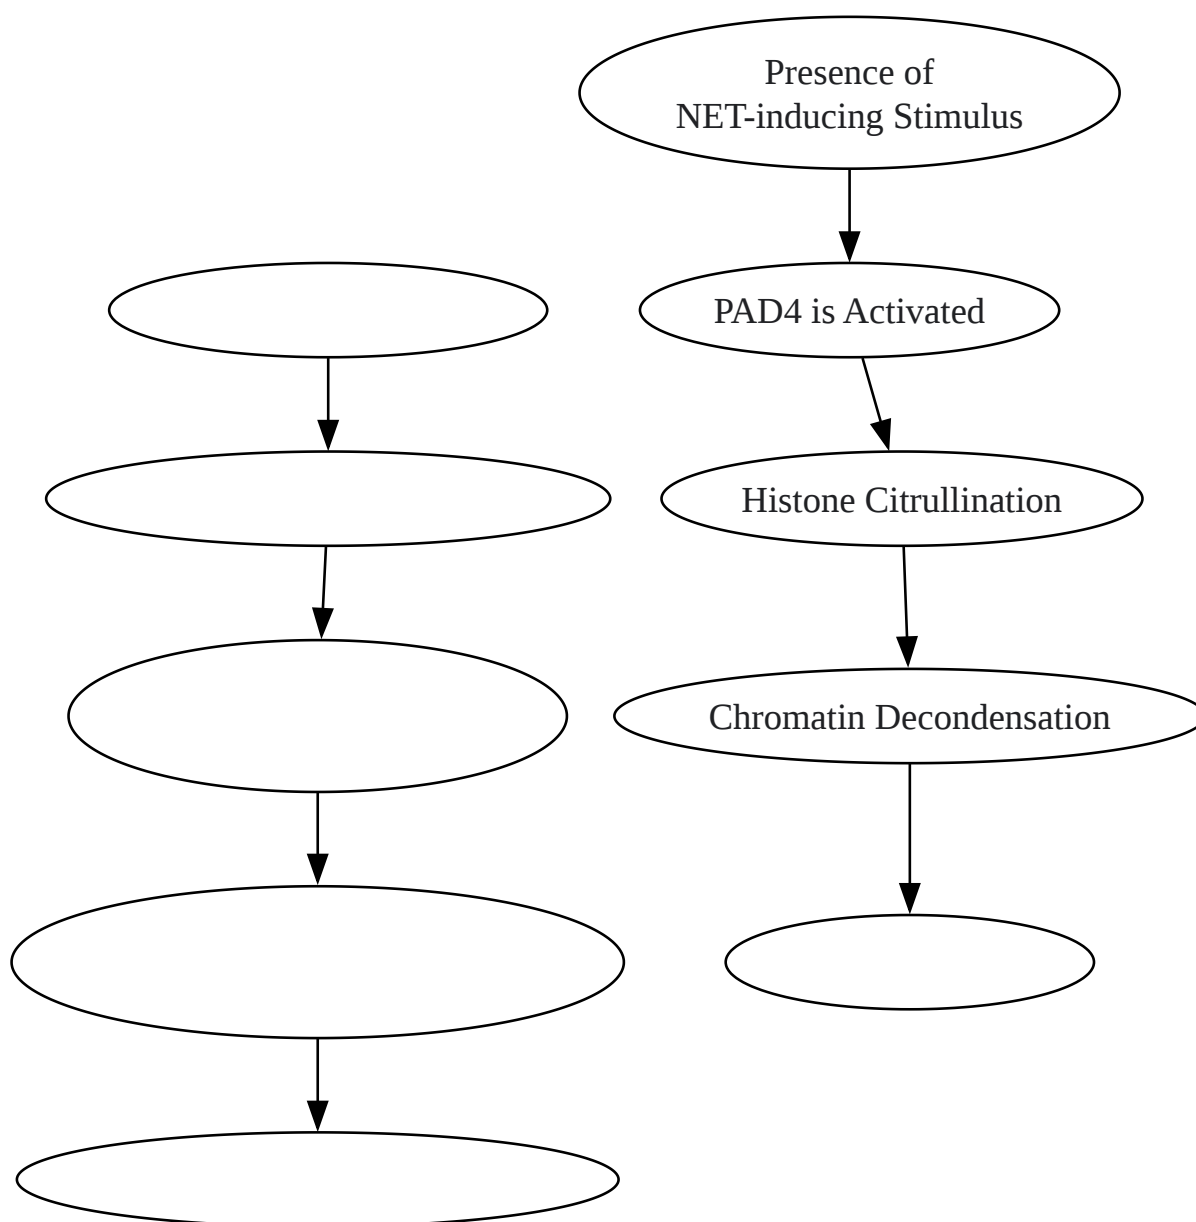 Presence of
NET-inducing Stimulus
PAD4 is Activated
Histone Citrullination
Chromatin Decondensation